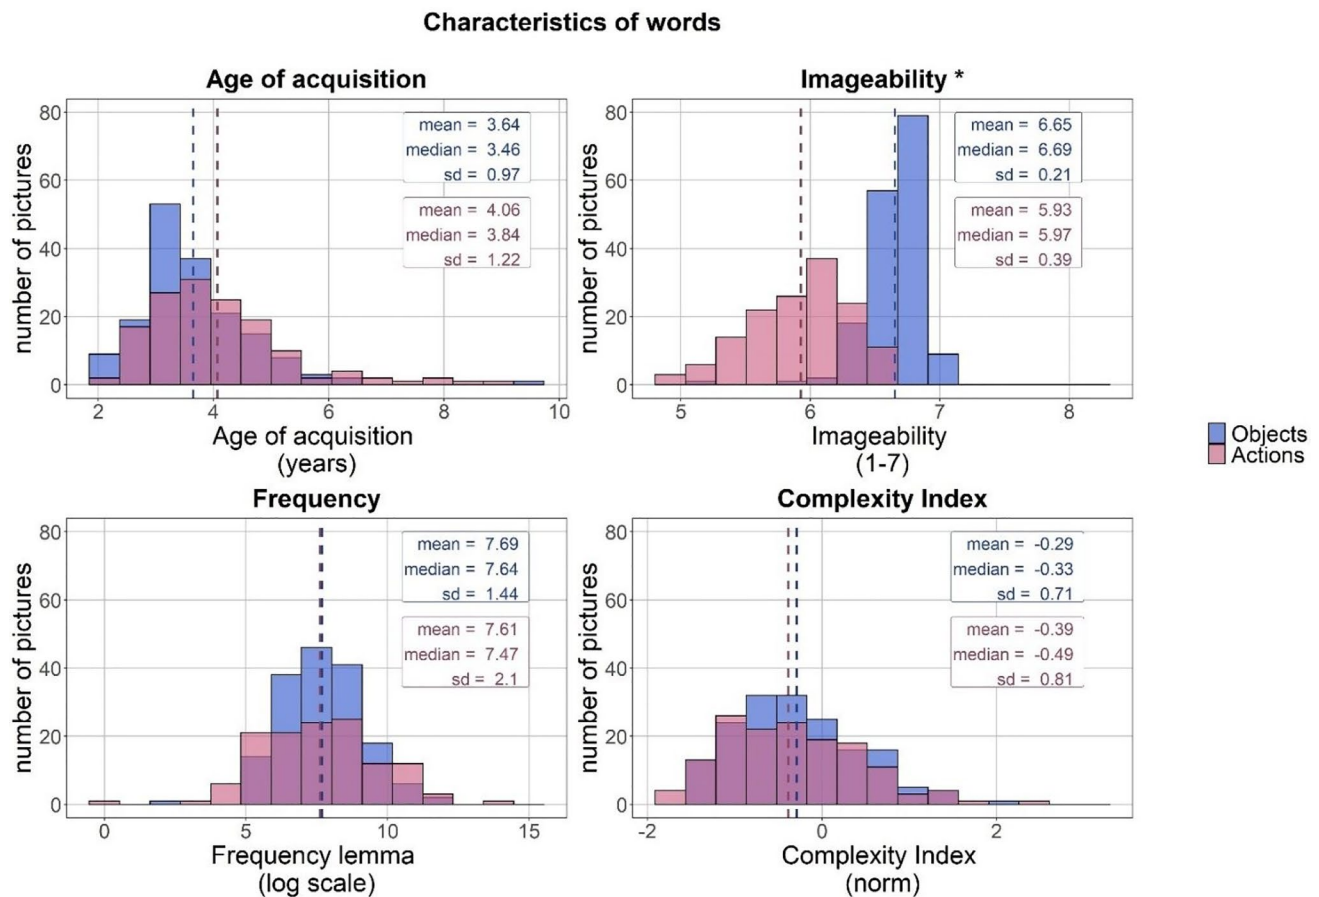 Characteristics of words
Age of acquisition
number of pictures
80
60
40
20
0
mean = 3.64
median = 3.46
sd = 0.97
mean = 4.06
median = 3.84
sd = 1.22
2 4 6 8 10
Age of acquisition
(years)
Imageability *
number of pictures
80
60
40
20
0
mean = 6.65
median = 6.69
sd = 0.21
mean = 5.93
median = 5.97
sd = 0.39
5 6 7 8
Imageability
(1-7)
Objects
Actions
Frequency
number of pictures
80
60
40
20
0
mean = 7.69
median = 7.64
sd = 1.44
mean = 7.61
median = 7.47
sd = 2.1
0 5 10 15
Frequency lemma
(log scale)
Complexity Index
number of pictures
80
60
40
20
0
mean = -0.29
median = -0.33
sd = 0.71
mean = -0.39
median = -0.49
sd = 0.81
-2 0 2
Complexity Index
(norm)